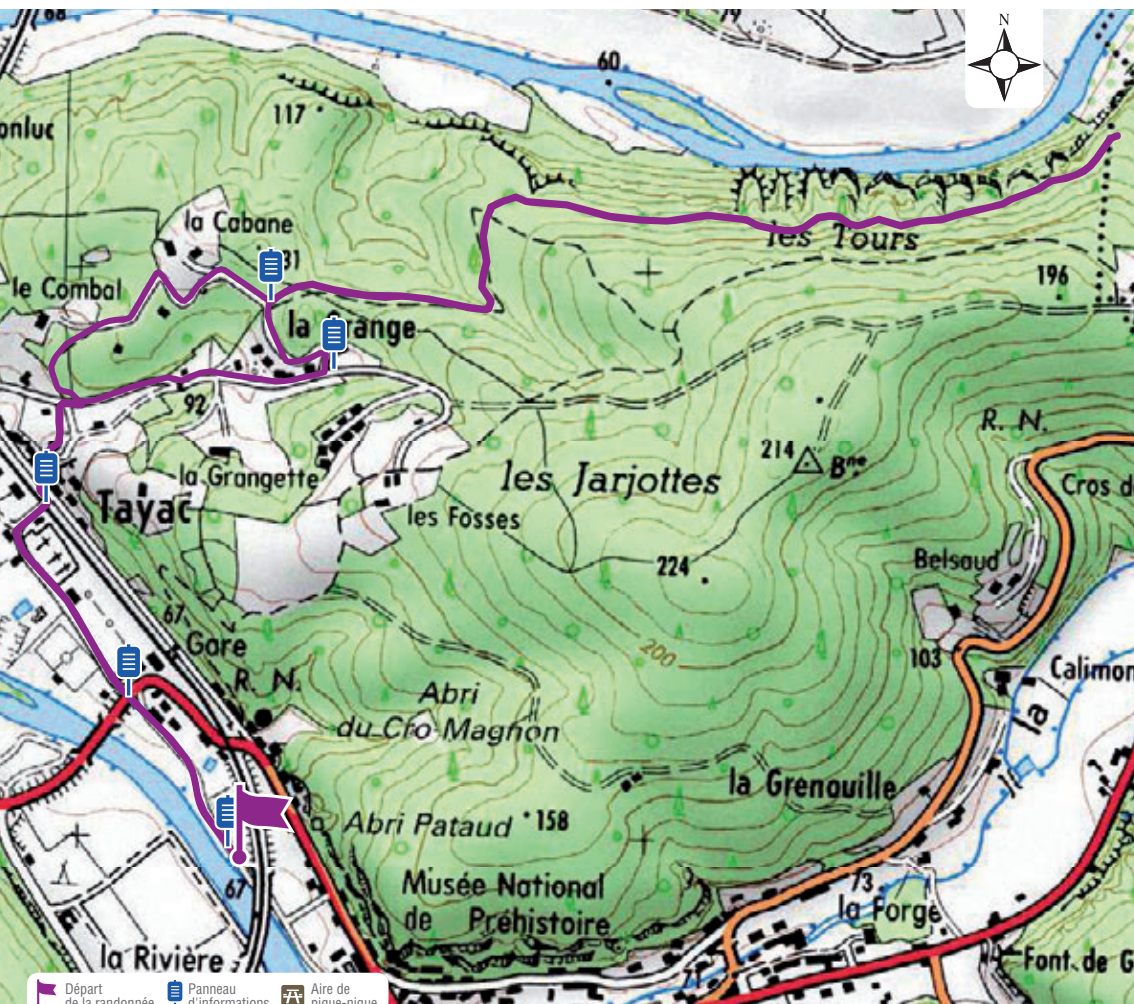 68
N
60
117
onluc
la Cabane
31
le Combal
les Tours
196
la Grange
92
R. N.
214
Bne
la Grangette
les Jarjottes
Cros d
Tayac
les Fosses
Belsaud
224
67
Gare
200
103
Calimon
R. N.
Abri
du Cro Magnon
la
la Grenouille
Abri Pataud
158
67
Musée National
de Préhistoire
73
la Forge
la Rivière
71
Font. de G
Départ
de la randonnée
Panneau
d'informations
Aire de
pique-nique